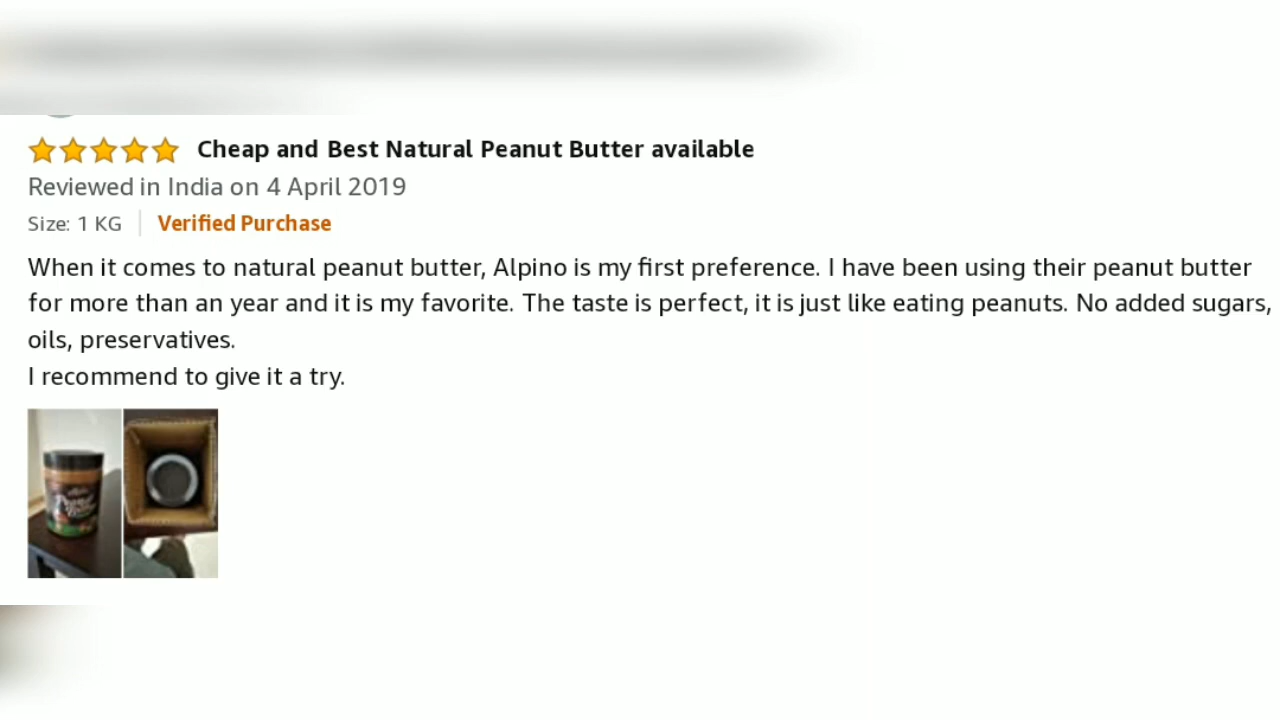 Cheap and Best Natural Peanut Butter available
Reviewed in India on 4 April 2019
Size: 1 KG Verified Purchase
When it comes to natural peanut butter, Alpino is my first preference. I have been using their peanut butter
for more than an year and it is my favorite. The taste is perfect, it is just like eating peanuts. No added sugars,
oils, preservatives.
I recommend to give it a try.
Peanut
Butter